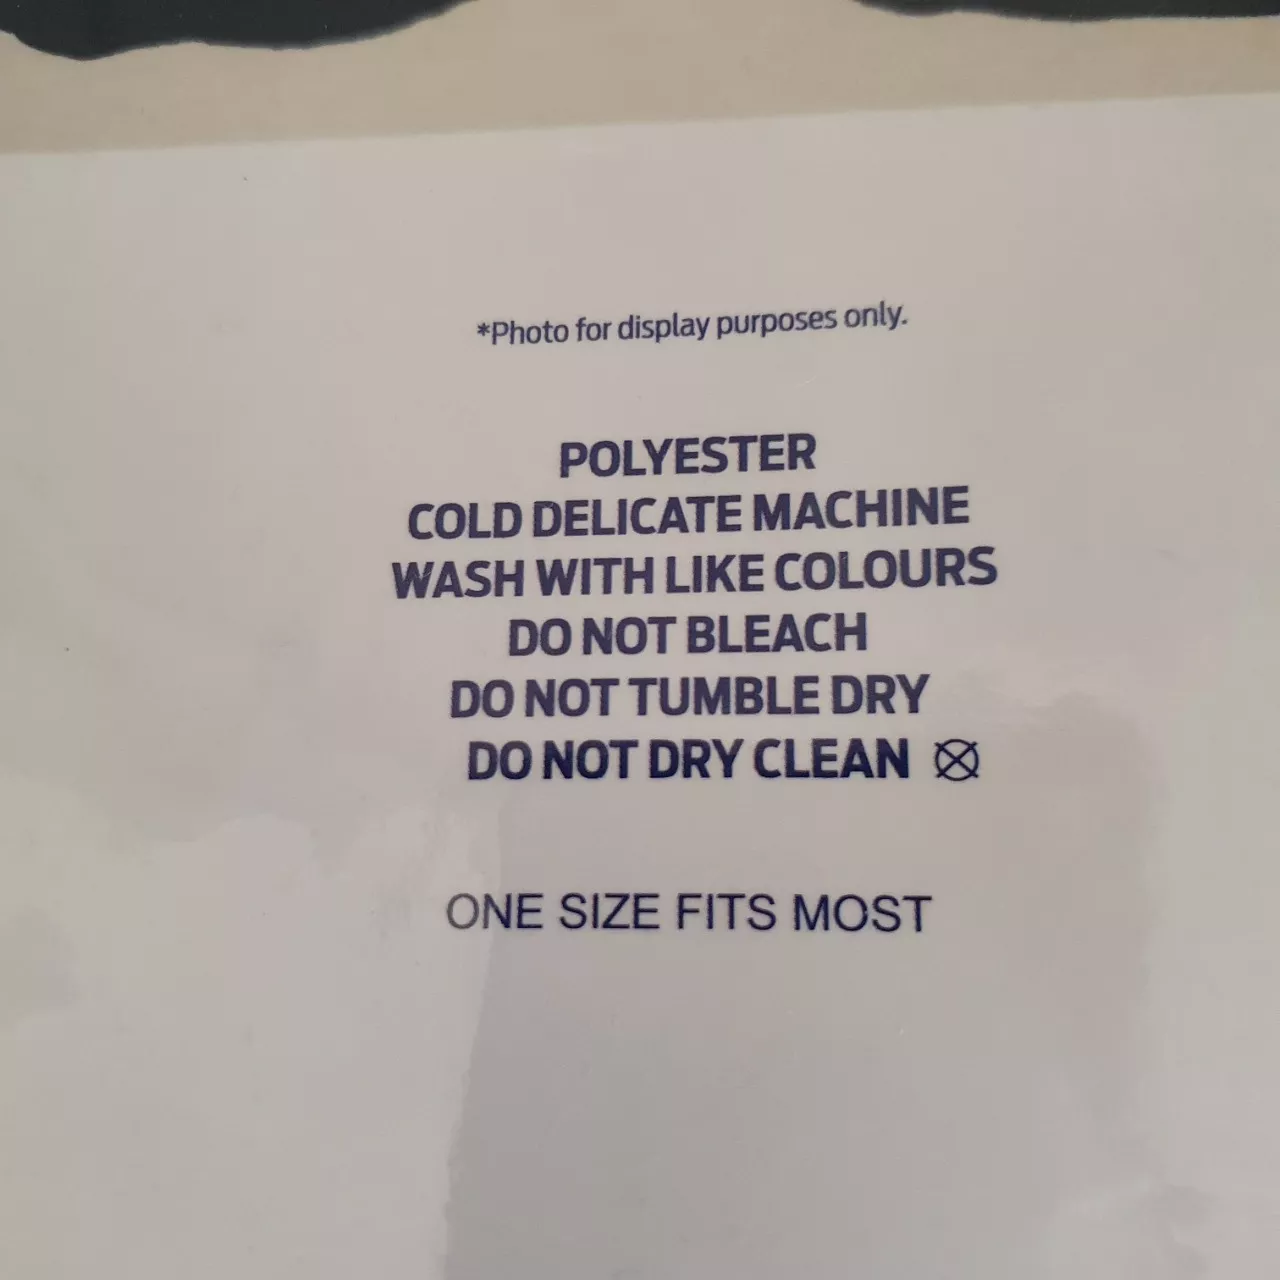 *Photo for display purposes only.
POLYESTER
COLD DELICATE MACHINE
WASH WITH LIKE COLOURS
DO NOT BLEACH
DO NOT TUMBLE DRY
DO NOT DRY CLEAN
ONE SIZE FITS MOST